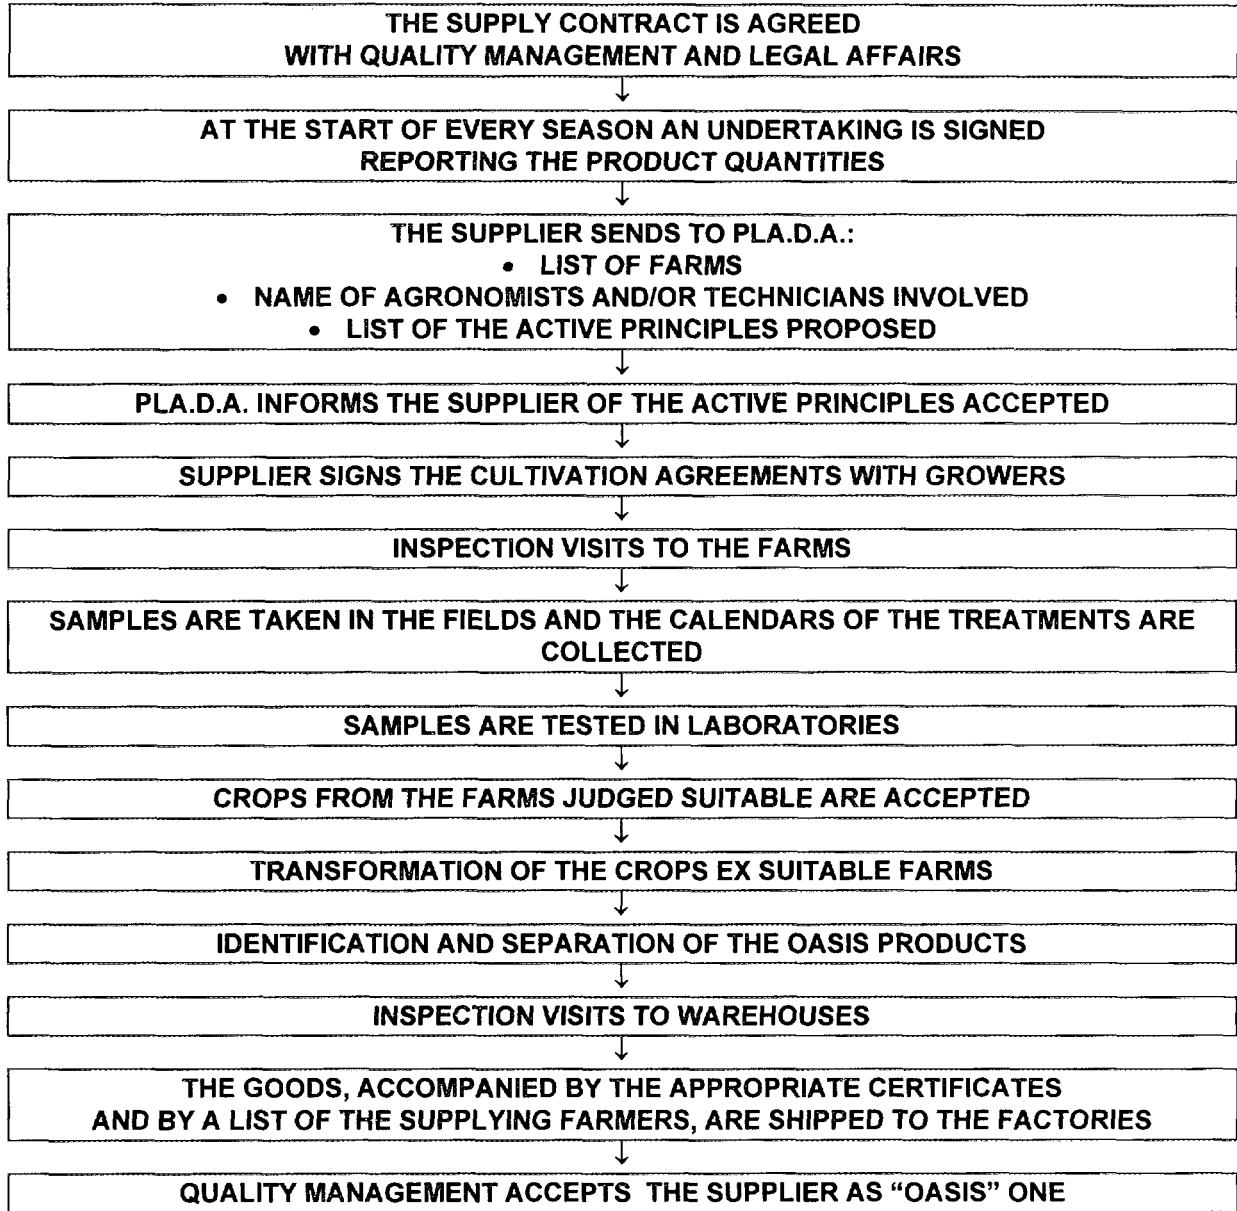 THE SUPPLY CONTRACT IS AGREED
WITH QUALITY MANAGEMENT AND LEGAL AFFAIRS
↓
AT THE START OF EVERY SEASON AN UNDERTAKING IS SIGNED
REPORTING THE PRODUCT QUANTITIES
↓
THE SUPPLIER SENDS TO PLA.D.A.:
• LIST OF FARMS
• NAME OF AGRONOMISTS AND/OR TECHNICIANS INVOLVED
• LIST OF THE ACTIVE PRINCIPLES PROPOSED
↓
PLA.D.A. INFORMS THE SUPPLIER OF THE ACTIVE PRINCIPLES ACCEPTED
↓
SUPPLIER SIGNS THE CULTIVATION AGREEMENTS WITH GROWERS
↓
INSPECTION VISITS TO THE FARMS
↓
SAMPLES ARE TAKEN IN THE FIELDS AND THE CALENDARS OF THE TREATMENTS ARE
COLLECTED
↓
SAMPLES ARE TESTED IN LABORATORIES
↓
CROPS FROM THE FARMS JUDGED SUITABLE ARE ACCEPTED
↓
TRANSFORMATION OF THE CROPS EX SUITABLE FARMS
↓
IDENTIFICATION AND SEPARATION OF THE OASIS PRODUCTS
↓
INSPECTION VISITS TO WAREHOUSES
↓
THE GOODS, ACCOMPANIED BY THE APPROPRIATE CERTIFICATES
AND BY A LIST OF THE SUPPLYING FARMERS, ARE SHIPPED TO THE FACTORIES
↓
QUALITY MANAGEMENT ACCEPTS THE SUPPLIER AS “OASIS” ONE